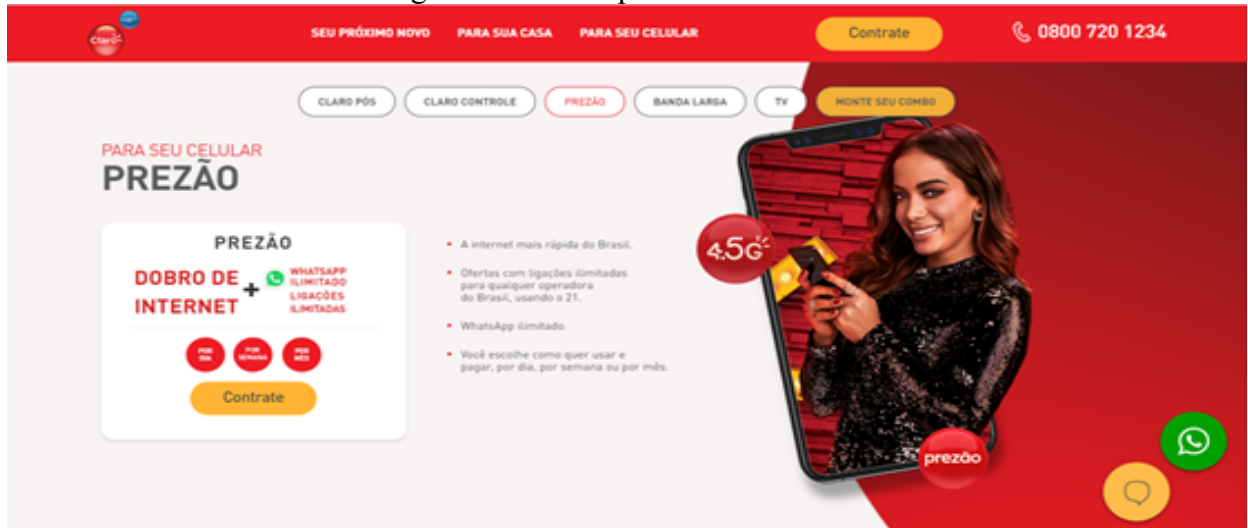 Claro
SEU PRÓXIMO NOVO
PARA SUA CASA
PARA SEU CELULAR
Contrate
0800 720 1234
CLARO PÓS
CLARO CONTROLE
PREZÃO
BANDA LARGA
TV
MONTE SEU COMBO
PARA SEU CELULAR
PREZÃO
PREZÃO
DOBRO DE
INTERNET
+
WHATSAPP
ILIMITADO
LIGAÇÕES
ILIMITADAS
POR
DIA
POR
SEMANA
POR
MÊS
Contrate
A internet mais rápida do Brasil.
Ofertas com ligações ilimitadas
para qualquer operadora
do Brasil, usando o 21.
WhatsApp ilimitado.
Você escolhe como quer usar e
pagar, por dia, por semana ou por mês.
4.5G
prezão